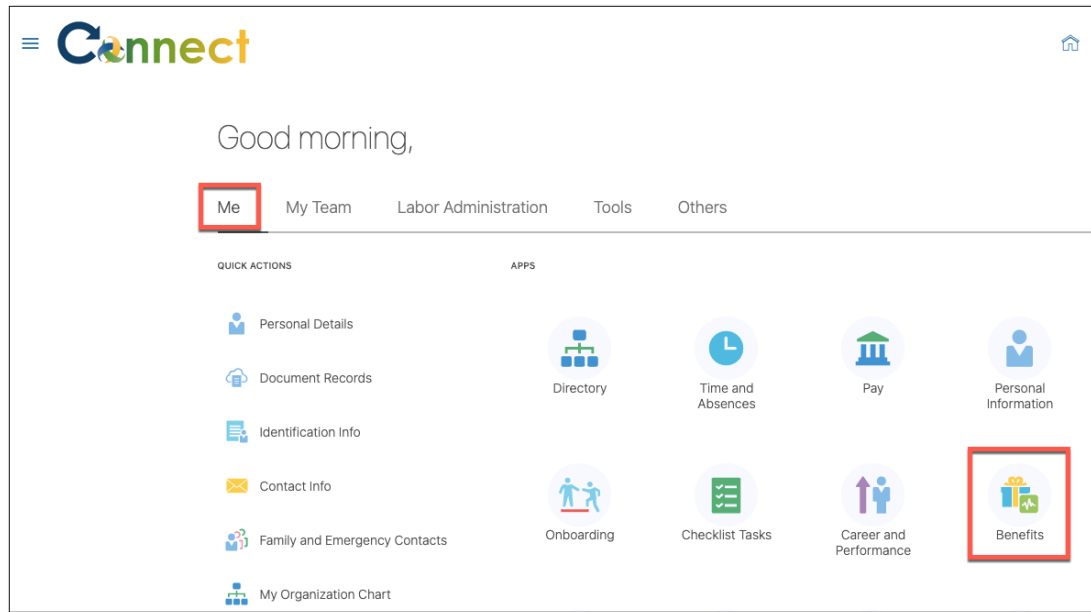 Connect
Good morning,
Me My Team Labor Administration Tools Others
QUICK ACTIONS
Personal Details
Document Records
Identification Info
Contact Info
Family and Emergency Contacts
My Organization Chart
APPS
Directory
Time and
Absences
Pay
Personal
Information
Onboarding
Checklist Tasks
Career and
Performance
Benefits